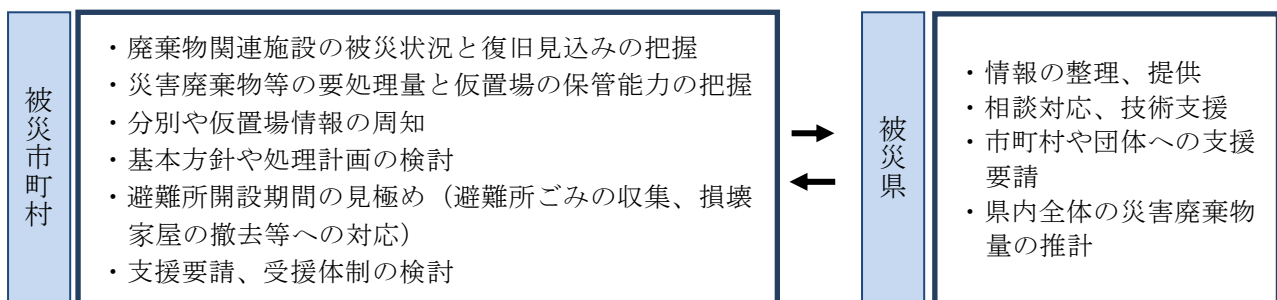 被災市町村
・廃棄物関連施設の被災状況と復旧見込みの把握
・災害廃棄物等の要処理量と仮置場の保管能力の把握
・分別や仮置場情報の周知
・基本方針や処理計画の検討
・避難所開設期間の見極め（避難所ごみの収集、損壊
家屋の撤去等への対応）
・支援要請、受援体制の検討
被災県
・情報の整理、提供
・相談対応、技術支援
・市町村や団体への支援
要請
・県内全体の災害廃棄物
量の推計